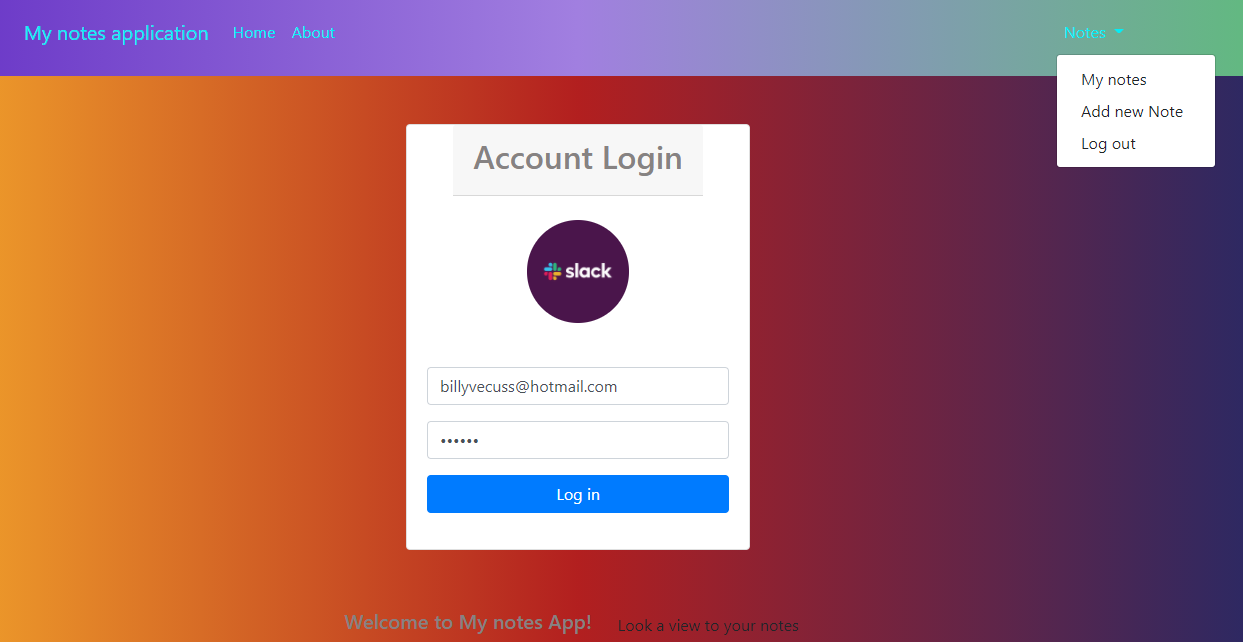 My notes application Home About Notes
My notes
Add new Note
Log out
Account Login
slack
billyvecuss@hotmail.com
••••••
Log in
Welcome to My notes App! Look a view to your notes